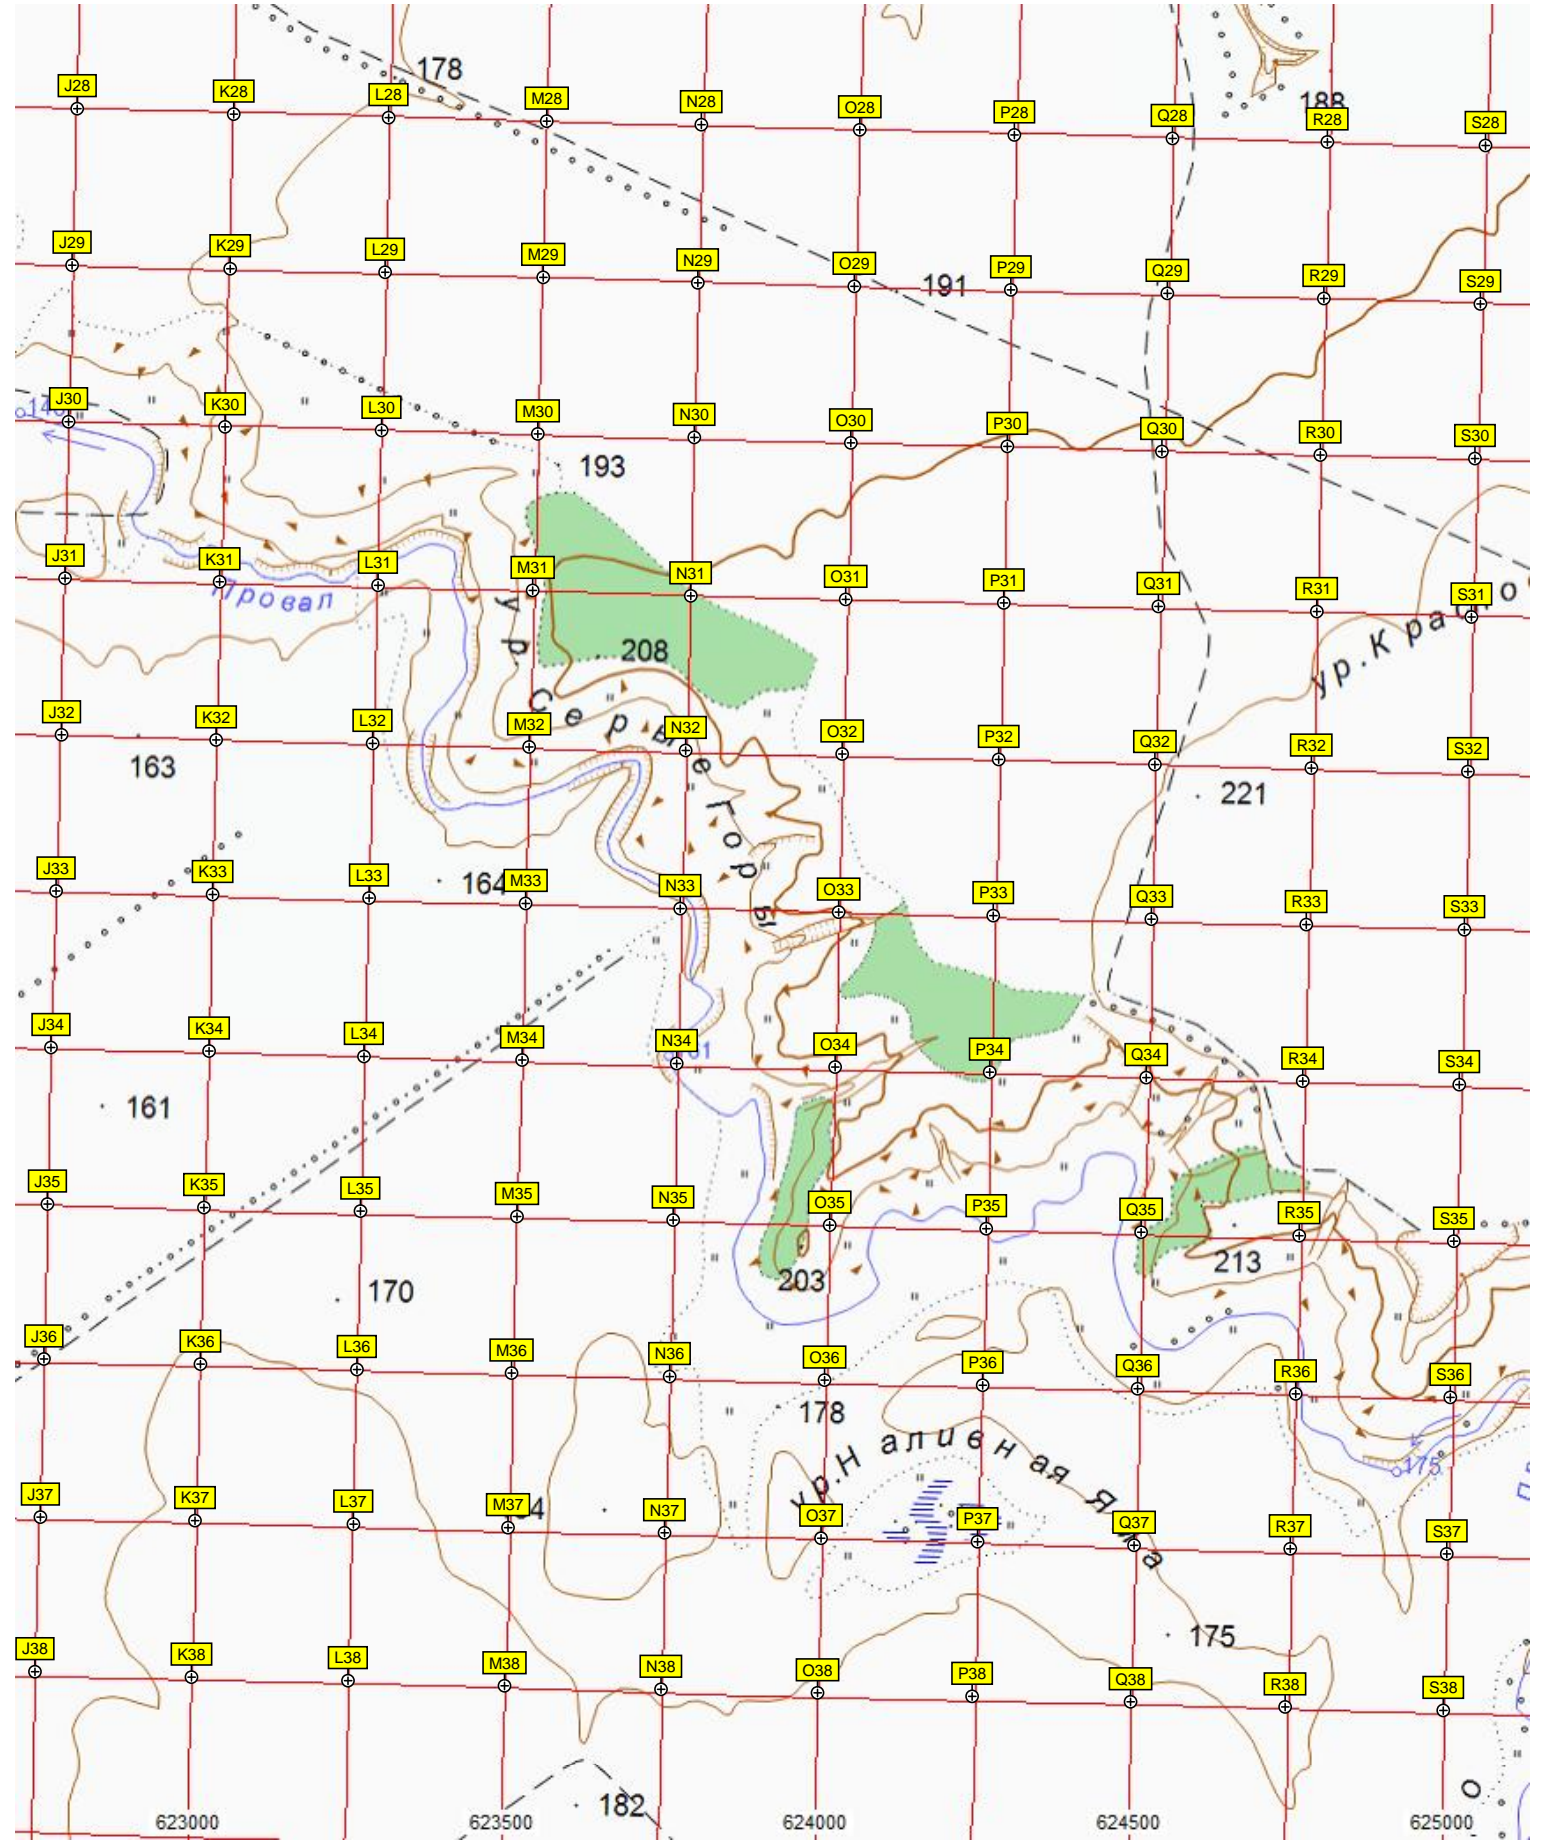 178
188
J28 K28 L28 M28 N28 O28 P28 Q28 R28 S28
J29 K29 L29 M29 N29 O29 P29 Q29 R29 S29
191
J30 K30 L30 M30 N30 O30 P30 Q30 R30 S30
193
J31 K31 L31 M31 N31 O31 P31 Q31 R31 S31
Провал
208
ур. Серые Горы
J32 K32 L32 M32 N32 O32 P32 Q32 R32 S32
163
221
J33 K33 L33 M33 N33 O33 P33 Q33 R33 S33
164
J34 K34 L34 M34 N34 O34 P34 Q34 R34 S34
161
J35 K35 L35 M35 N35 O35 P35 Q35 R35 S35
213
203
170
J36 K36 L36 M36 N36 O36 P36 Q36 R36 S36
178
ур.Наливная Яма
175
J37 K37 L37 M37 N37 O37 P37 Q37 R37 S37
175
J38 K38 L38 M38 N38 O38 P38 Q38 R38 S38
182
623000 623500 624000 624500 625000